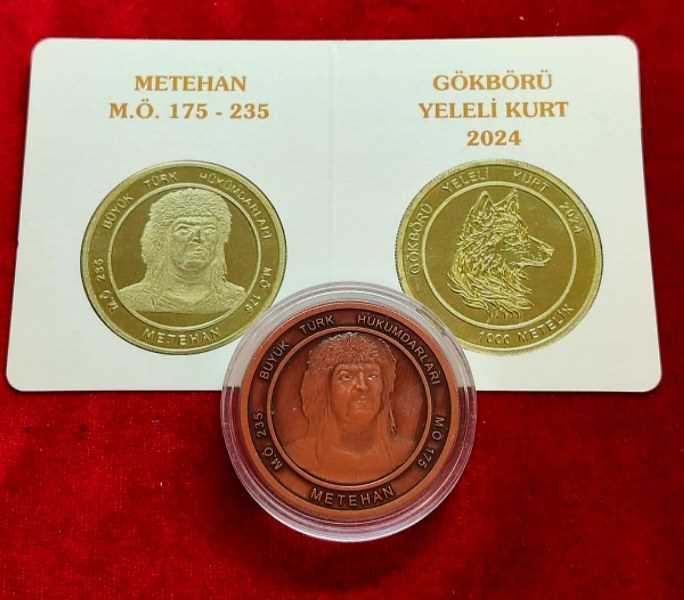 METEHAN
M.Ö. 175 - 235
BÜYÜK TÜRK HÜKÜMDARLARI
M.Ö 235
M.Ö 175
METEHAN
GÖKBÖRÜ
YELELİ KURT
2024
GÖKBÖRÜ YELELİ KURT 2024
1000 METELİK
BÜYÜK TÜRK HÜKÜMDARLARI
M.Ö 235
M.Ö 175
METEHAN